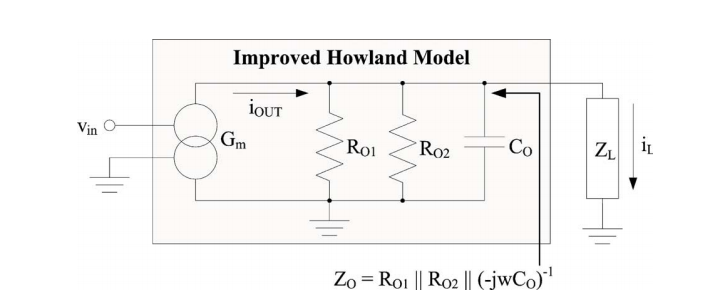 Improved Howland Model
iOUT
vin
Gm
RO1
RO2
CO
ZL
iL
ZO = RO1 || RO2 || (-jwCO)-1